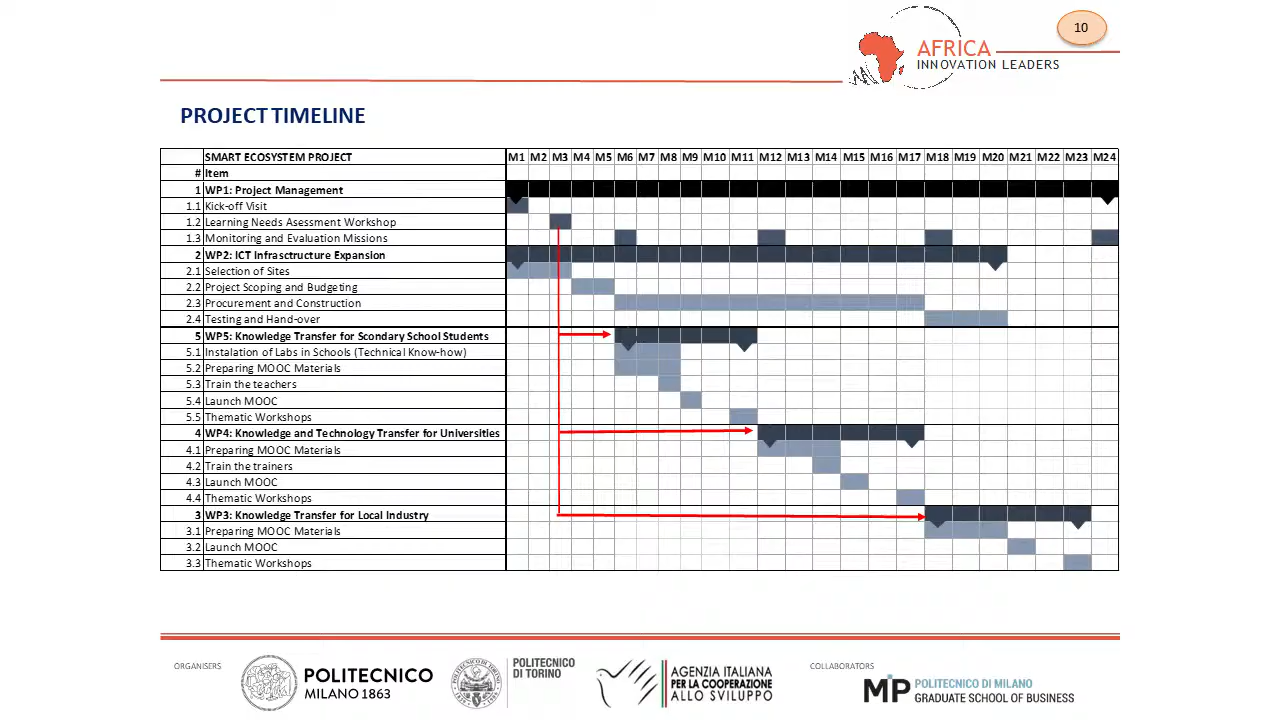 10
AFRICA
INNOVATION LEADERS
PROJECT TIMELINE
SMART ECOSYSTEM PROJECT M1 M2 M3 M4 M5 M6 M7 M8 M9 M10 M11 M12 M13 M14 M15 M16 M17 M18 M19 M20 M21 M22 M23 M24
# Item
1 WP1: Project Management
1.1 Kick-off Visit
1.2 Learning Needs Asessment Workshop
1.3 Monitoring and Evaluation Missions
2 WP2: ICT Infrasctructure Expansion
2.1 Selection of Sites
2.2 Project Scoping and Budgeting
2.3 Procurement and Construction
2.4 Testing and Hand-over
5 WP5: Knowledge Transfer for Scondary School Students
5.1 Instalation of Labs in Schools (Technical Know-how)
5.2 Preparing MOOC Materials
5.3 Train the teachers
5.4 Launch MOOC
5.5 Thematic Workshops
4 WP4: Knowledge and Technology Transfer for Universities
4.1 Preparing MOOC Materials
4.2 Train the trainers
4.3 Launch MOOC
4.4 Thematic Workshops
3 WP3: Knowledge Transfer for Local Industry
3.1 Preparing MOOC Materials
3.2 Launch MOOC
3.3 Thematic Workshops
ORGANISERS
POLITECNICO
MILANO 1863
POLITECNICO
DI TORINO
AGENZIA ITALIANA
PER LA COOPERAZIONE
ALLO SVILUPPO
COLLABORATORS
MIP POLITECNICO DI MILANO
GRADUATE SCHOOL OF BUSINESS